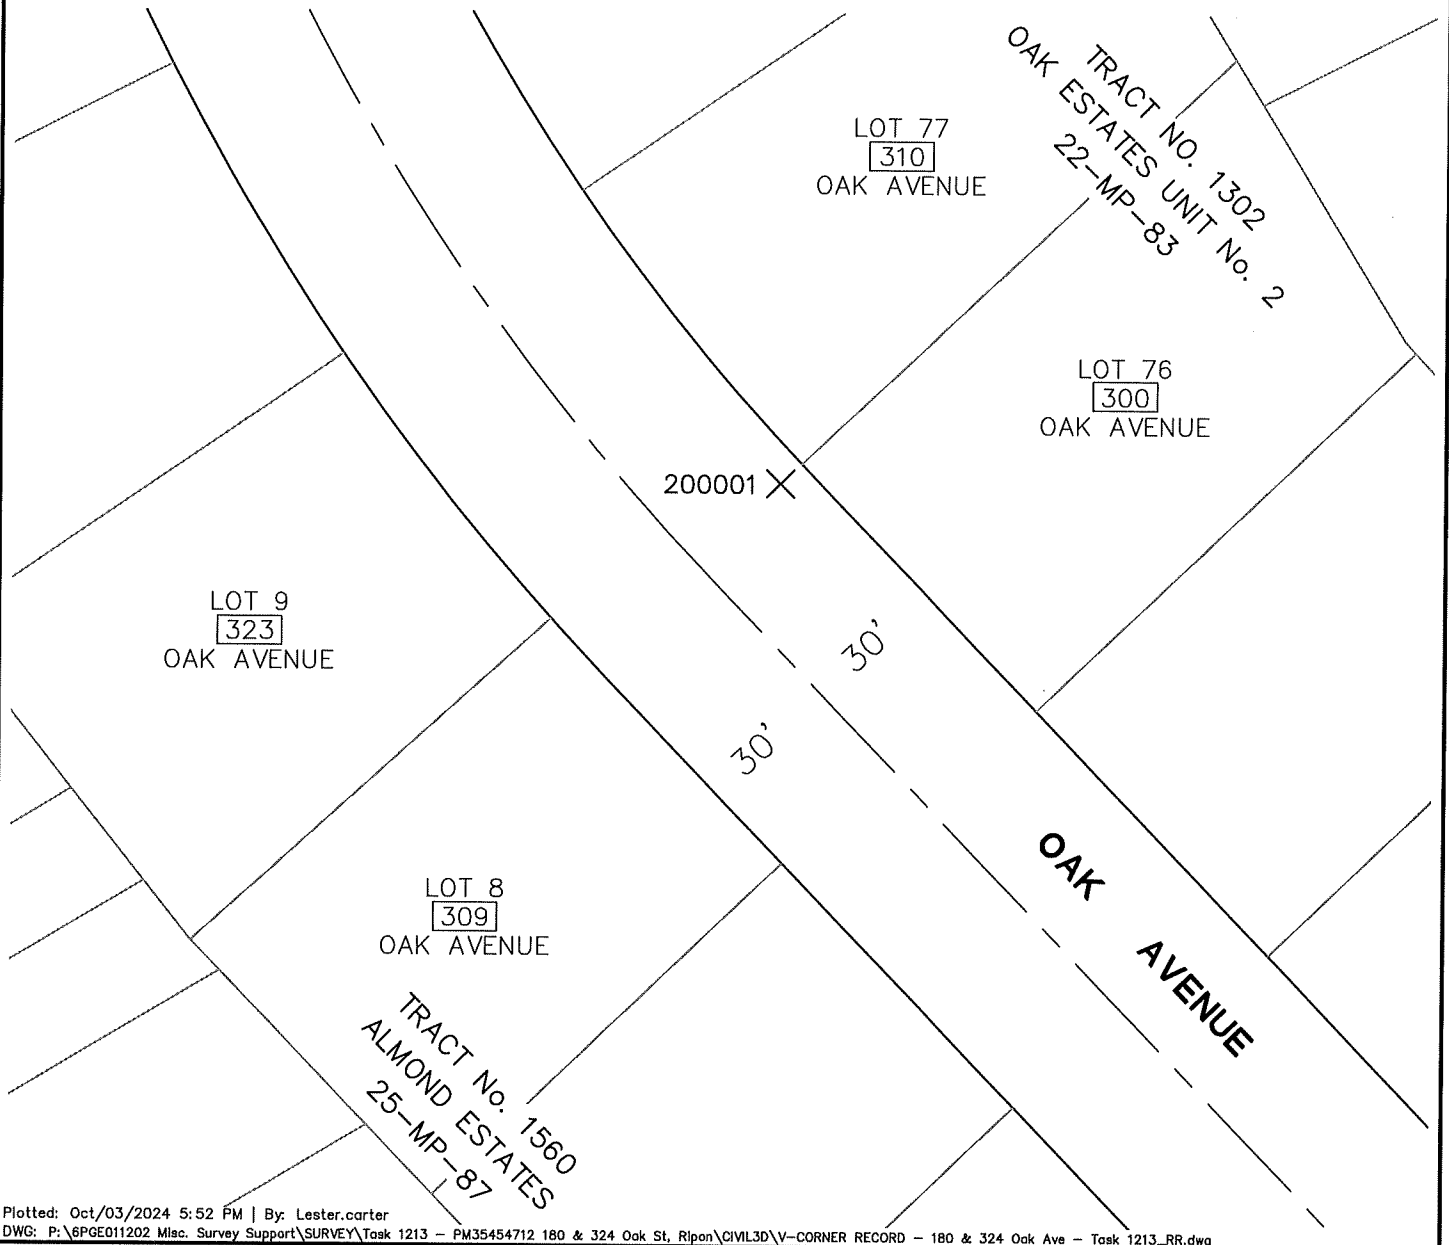 TRACT NO. 1302
OAK ESTATES UNIT No. 2
22-MP-83
LOT 77
310
OAK AVENUE
LOT 76
300
OAK AVENUE
200001
LOT 9
323
OAK AVENUE
30'
30'
OAK AVENUE
LOT 8
309
OAK AVENUE
TRACT No. 1560
ALMOND ESTATES
25-MP-87
Plotted: Oct/03/2024 5:52 PM | By: Lester.carter
DWG: P:\6PGE011202 Misc. Survey Support\SURVEY\Task 1213 - PM35454712 180 & 324 Oak St, Ripon\CIVIL3D\V-CORNER RECORD - 180 & 324 Oak Ave - Task 1213_RR.dwg